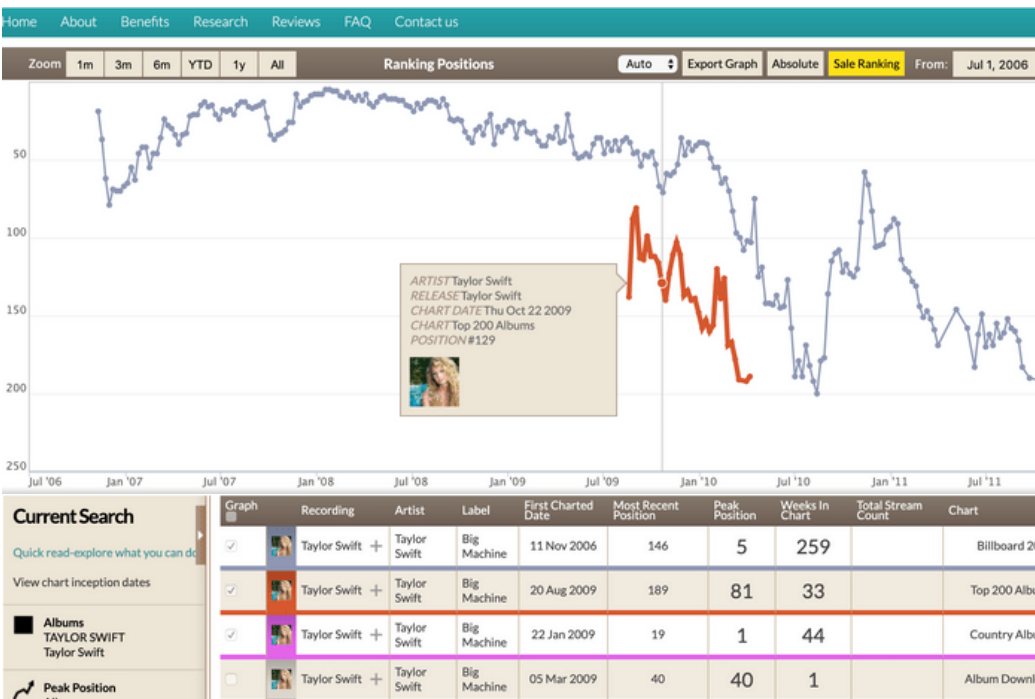 Home About Benefits Research Reviews FAQ Contact us
Zoom 1m 3m 6m YTD 1y All Ranking Positions Auto Export Graph Absolute Sale Ranking From: Jul 1, 2006
50
100
150
200
250
ARTIST Taylor Swift
RELEASE Taylor Swift
CHART DATE Thu Oct 22 2009
CHART Top 200 Albums
POSITION #129
Jul '06 Jan '07 Jul '07 Jan '08 Jul '08 Jan '09 Jul '09 Jan '10 Jul '10 Jan '11 Jul '11
Current Search
Quick read-explore what you can do
View chart inception dates
Albums
TAYLOR SWIFT
Taylor Swift
Peak Position
Graph Recording Artist Label First Charted Date Most Recent Position Peak Position Weeks In Chart Total Stream Count Chart
Taylor Swift + Taylor Swift Big Machine 11 Nov 2006 146 5 259 Billboard 20
Taylor Swift + Taylor Swift Big Machine 20 Aug 2009 189 81 33 Top 200 Albu
Taylor Swift + Taylor Swift Big Machine 22 Jan 2009 19 1 44 Country Albu
Taylor Swift + Taylor Swift Big Machine 05 Mar 2009 40 40 1 Album Downl